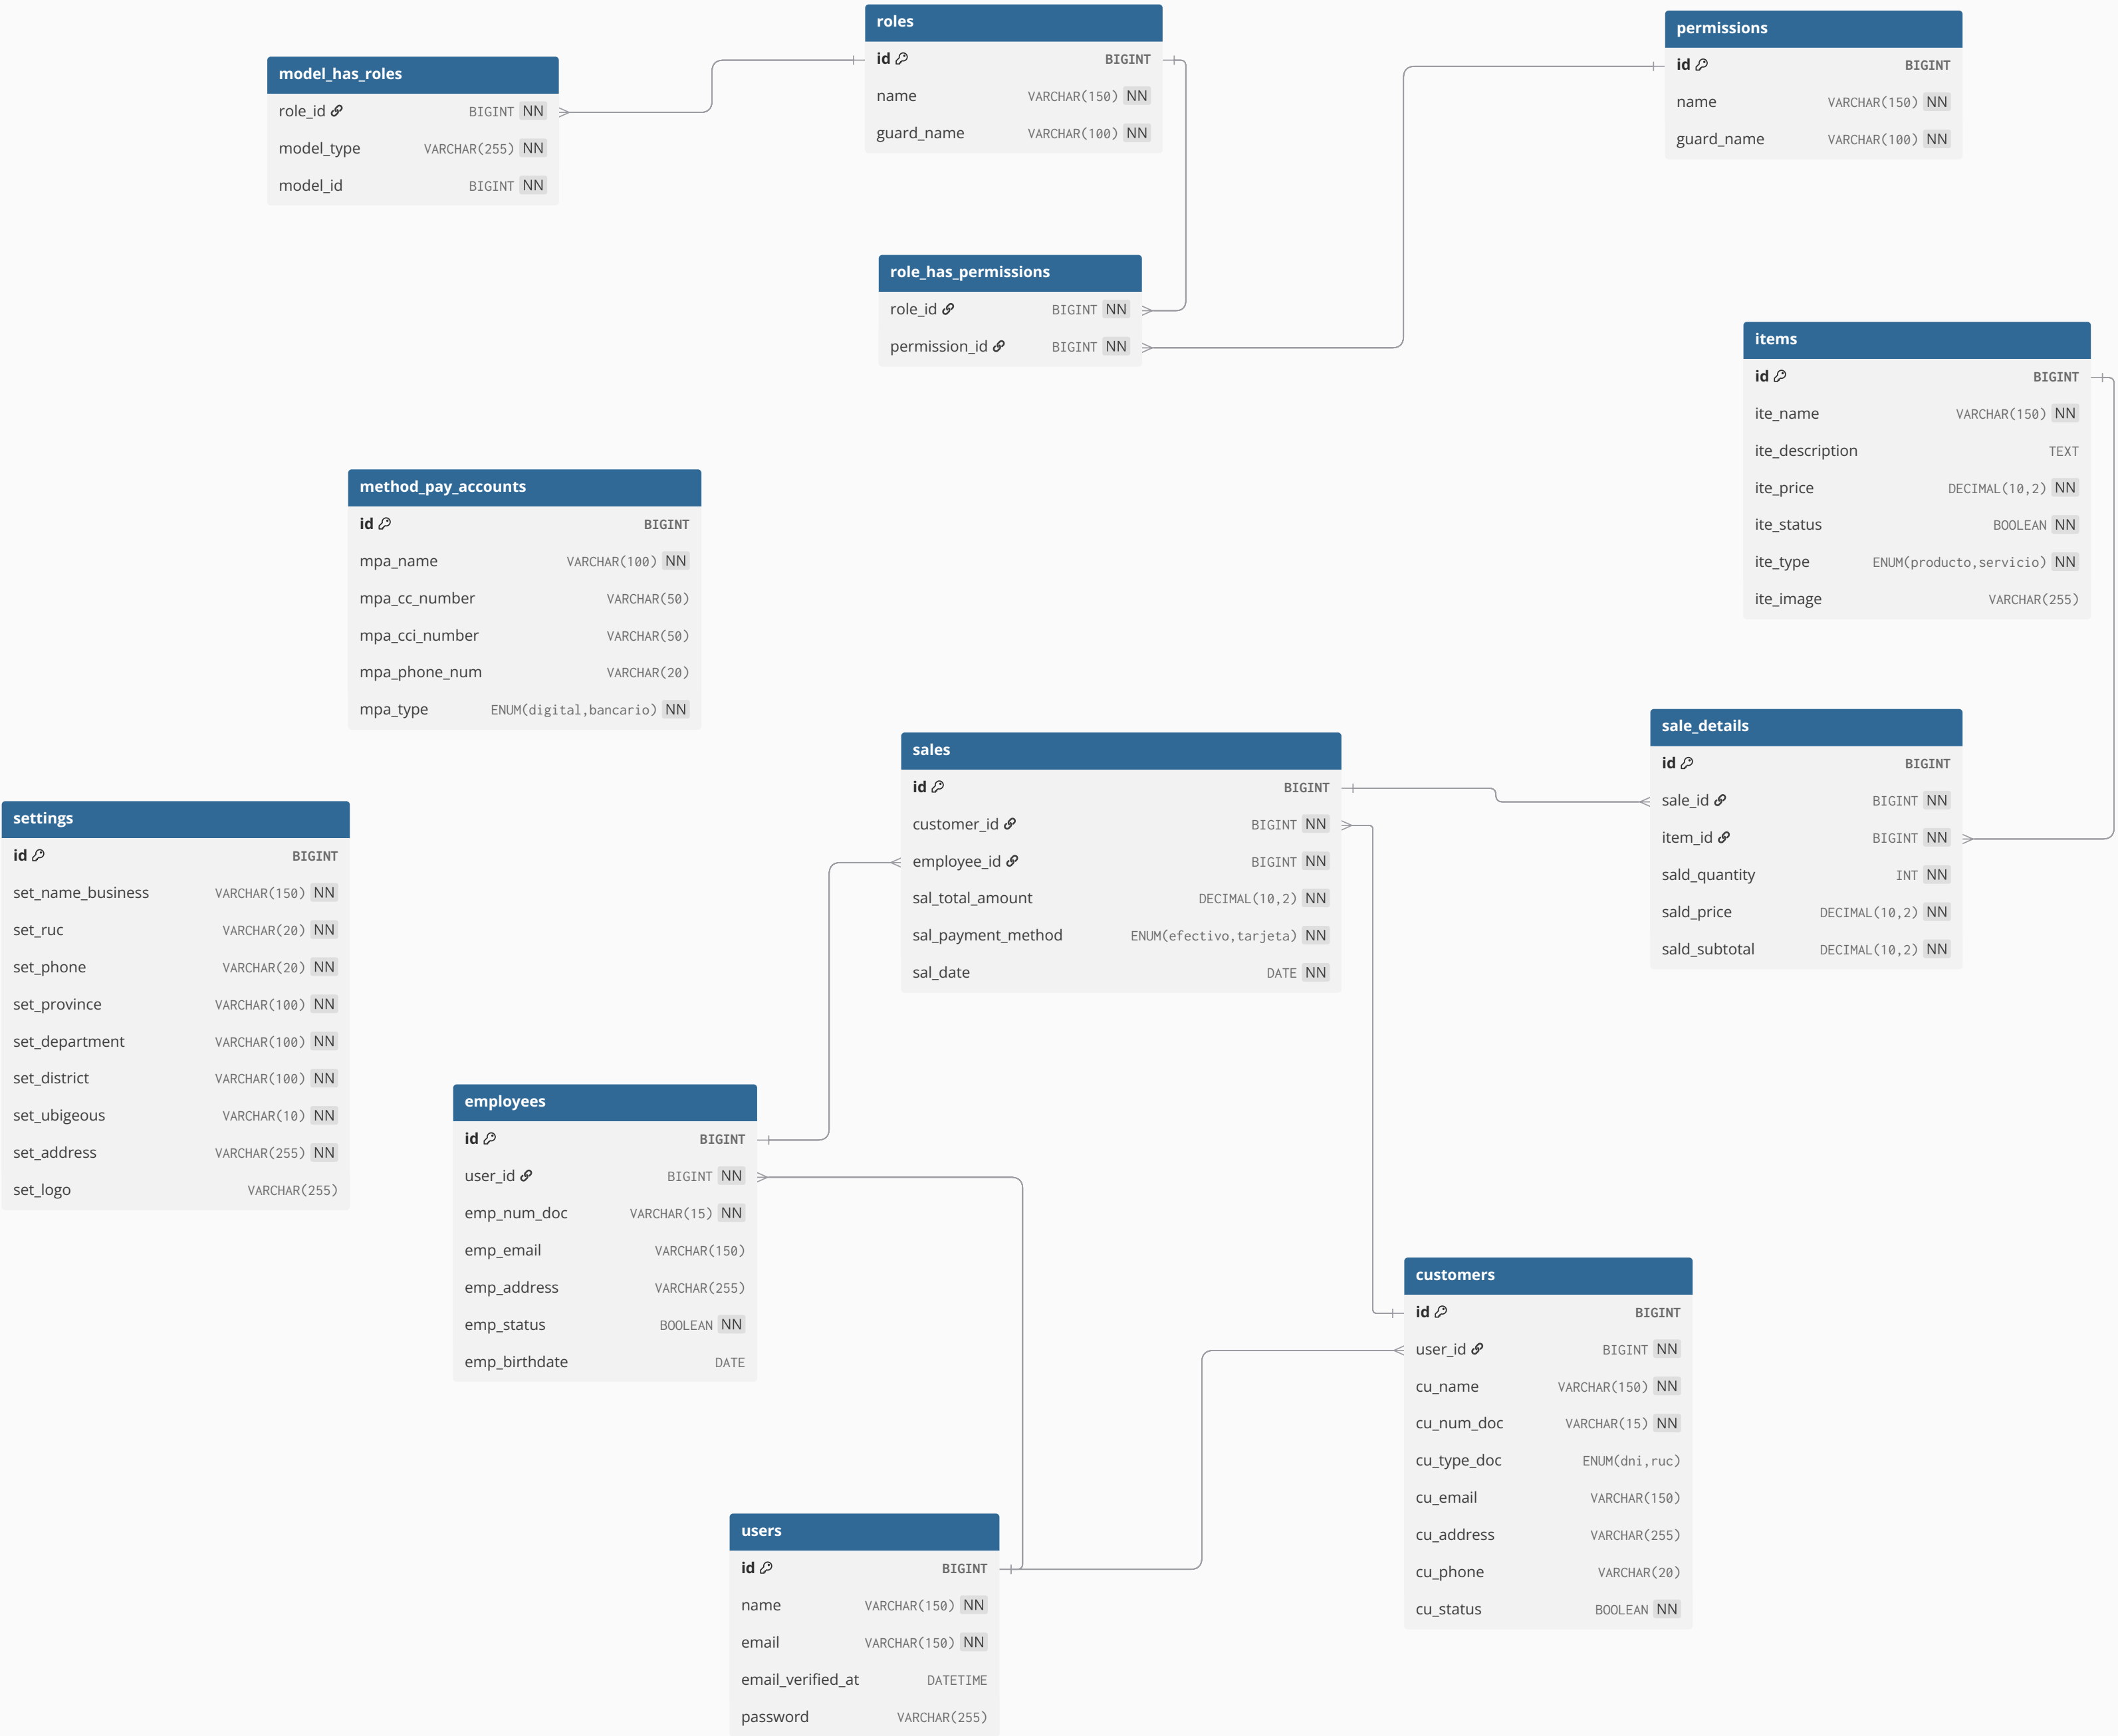 roles
id BIGINT
name VARCHAR(150) NN
guard_name VARCHAR(100) NN
permissions
id BIGINT
name VARCHAR(150) NN
guard_name VARCHAR(100) NN
model_has_roles
role_id BIGINT NN
model_type VARCHAR(255) NN
model_id BIGINT NN
role_has_permissions
role_id BIGINT NN
permission_id BIGINT NN
items
id BIGINT
ite_name VARCHAR(150) NN
ite_description TEXT
ite_price DECIMAL(10,2) NN
ite_status BOOLEAN NN
ite_type ENUM(producto,servicio) NN
ite_image VARCHAR(255)
method_pay_accounts
id BIGINT
mpa_name VARCHAR(100) NN
mpa_cc_number VARCHAR(50)
mpa_cci_number VARCHAR(50)
mpa_phone_num VARCHAR(20)
mpa_type ENUM(digital,bancario) NN
sale_details
id BIGINT
sale_id BIGINT NN
item_id BIGINT NN
sald_quantity INT NN
sald_price DECIMAL(10,2) NN
sald_subtotal DECIMAL(10,2) NN
sales
id BIGINT
customer_id BIGINT NN
employee_id BIGINT NN
sal_total_amount DECIMAL(10,2) NN
sal_payment_method ENUM(efectivo,tarjeta) NN
sal_date DATE NN
settings
id BIGINT
set_name_business VARCHAR(150) NN
set_ruc VARCHAR(20) NN
set_phone VARCHAR(20) NN
set_province VARCHAR(100) NN
set_department VARCHAR(100) NN
set_district VARCHAR(100) NN
set_ubigeous VARCHAR(10) NN
set_address VARCHAR(255) NN
set_logo VARCHAR(255)
employees
id BIGINT
user_id BIGINT NN
emp_num_doc VARCHAR(15) NN
emp_email VARCHAR(150)
emp_address VARCHAR(255)
emp_status BOOLEAN NN
emp_birthdate DATE
customers
id BIGINT
user_id BIGINT NN
cu_name VARCHAR(150) NN
cu_num_doc VARCHAR(15) NN
cu_type_doc ENUM(dni,ruc)
cu_email VARCHAR(150)
cu_address VARCHAR(255)
cu_phone VARCHAR(20)
cu_status BOOLEAN NN
users
id BIGINT
name VARCHAR(150) NN
email VARCHAR(150) NN
email_verified_at DATETIME
password VARCHAR(255)